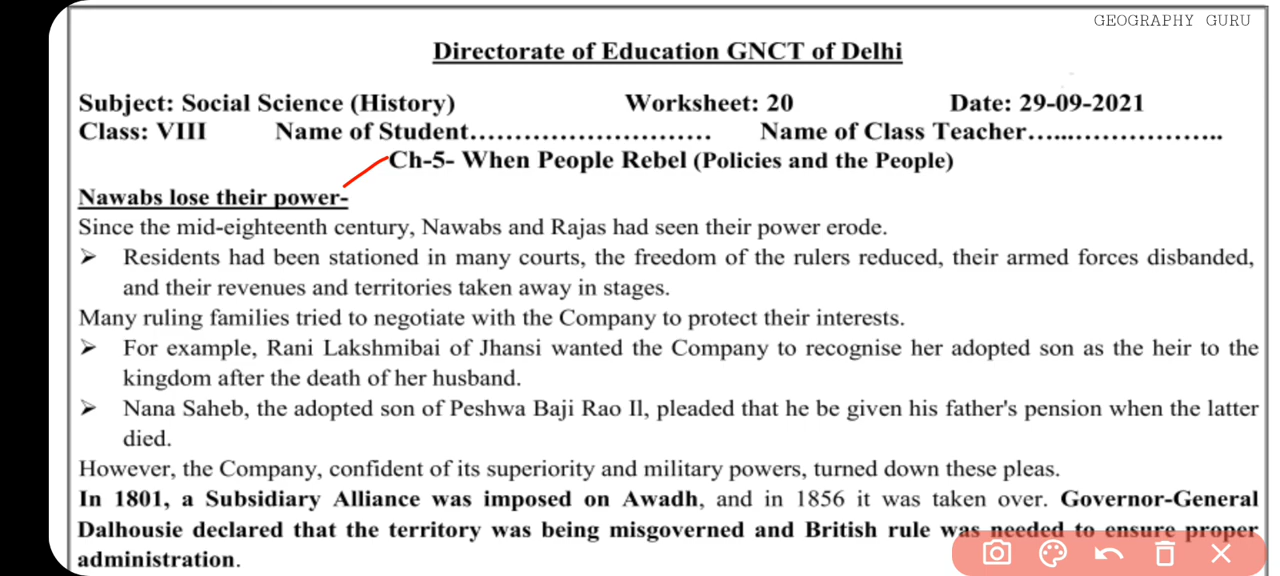 GEOGRAPHY GURU
Directorate of Education GNCT of Delhi
Subject: Social Science (History) Worksheet: 20 Date: 29-09-2021
Class: VIII Name of Student........................... Name of Class Teacher........................
Ch-5- When People Rebel (Policies and the People)
Nawabs lose their power-
Since the mid-eighteenth century, Nawabs and Rajas had seen their power erode.
➢ Residents had been stationed in many courts, the freedom of the rulers reduced, their armed forces disbanded,
and their revenues and territories taken away in stages.
Many ruling families tried to negotiate with the Company to protect their interests.
➢ For example, Rani Lakshmibai of Jhansi wanted the Company to recognise her adopted son as the heir to the
kingdom after the death of her husband.
➢ Nana Saheb, the adopted son of Peshwa Baji Rao II, pleaded that he be given his father's pension when the latter
died.
However, the Company, confident of its superiority and military powers, turned down these pleas.
In 1801, a Subsidiary Alliance was imposed on Awadh, and in 1856 it was taken over. Governor-General
Dalhousie declared that the territory was being misgoverned and British rule was needed to ensure proper
administration.